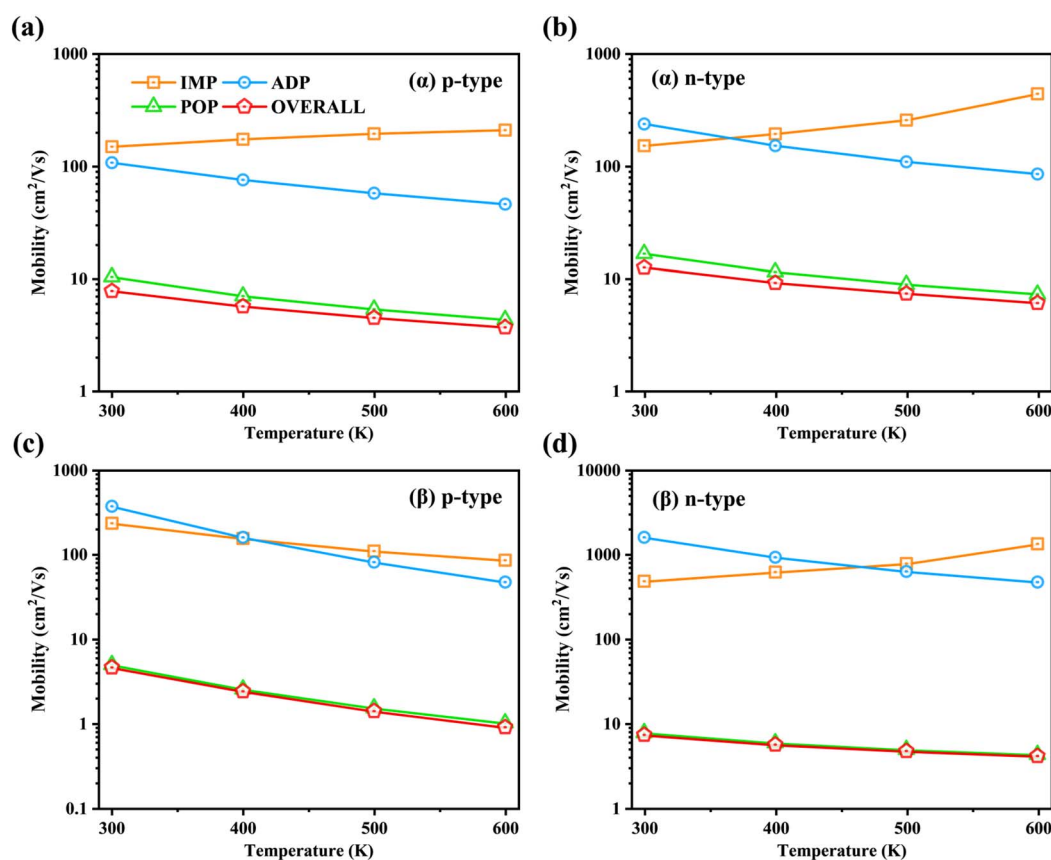 (a)
1000
100
10
1
Mobility (cm²/Vs)
IMP
ADP
POP
OVERALL
(α) p-type
300
400
500
600
Temperature (K)
(b)
1000
100
10
1
Mobility (cm²/Vs)
(α) n-type
300
400
500
600
Temperature (K)
(c)
1000
100
10
1
0.1
Mobility (cm²/Vs)
(β) p-type
300
400
500
600
Temperature (K)
(d)
10000
1000
100
10
1
Mobility (cm²/Vs)
(β) n-type
300
400
500
600
Temperature (K)